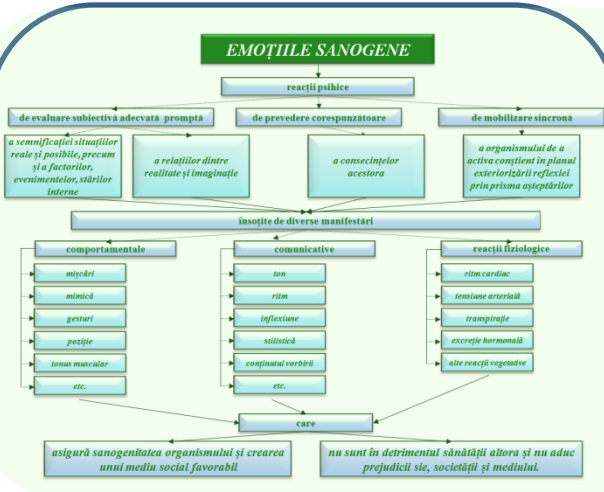 EMOȚIILE SANOGENE
reacții psihice
de evaluare subiectivă adecvată promptă
de prevedere corespunzătoare
de mobilizare sincronă
a semnificației situațiilor
reale și posibile, precum
și a factorilor,
evenimentelor, stărilor
interne
a relațiilor dintre
realitate și imaginație
a consecințelor
acestora
a organismului de a
activa conștient în planul
exteriorizării reflexiei
prin prisma așteptărilor
însoțite de diverse manifestări
comportamentale
mișcări
mimică
gesturi
poziție
tonus muscular
etc.
comunicative
ton
ritm
inflexiune
stilistică
conținutul vorbirii
etc.
reacții fiziologice
ritm cardiac
tensiune arterială
transpirație
excreție hormonală
alte reacții vegetative
care
asigură sanogenitatea organismului și crearea
unui mediu social favorabil
nu sunt în detrimentul sănătății altora și nu aduc
prejudicii sie, societății și mediului.